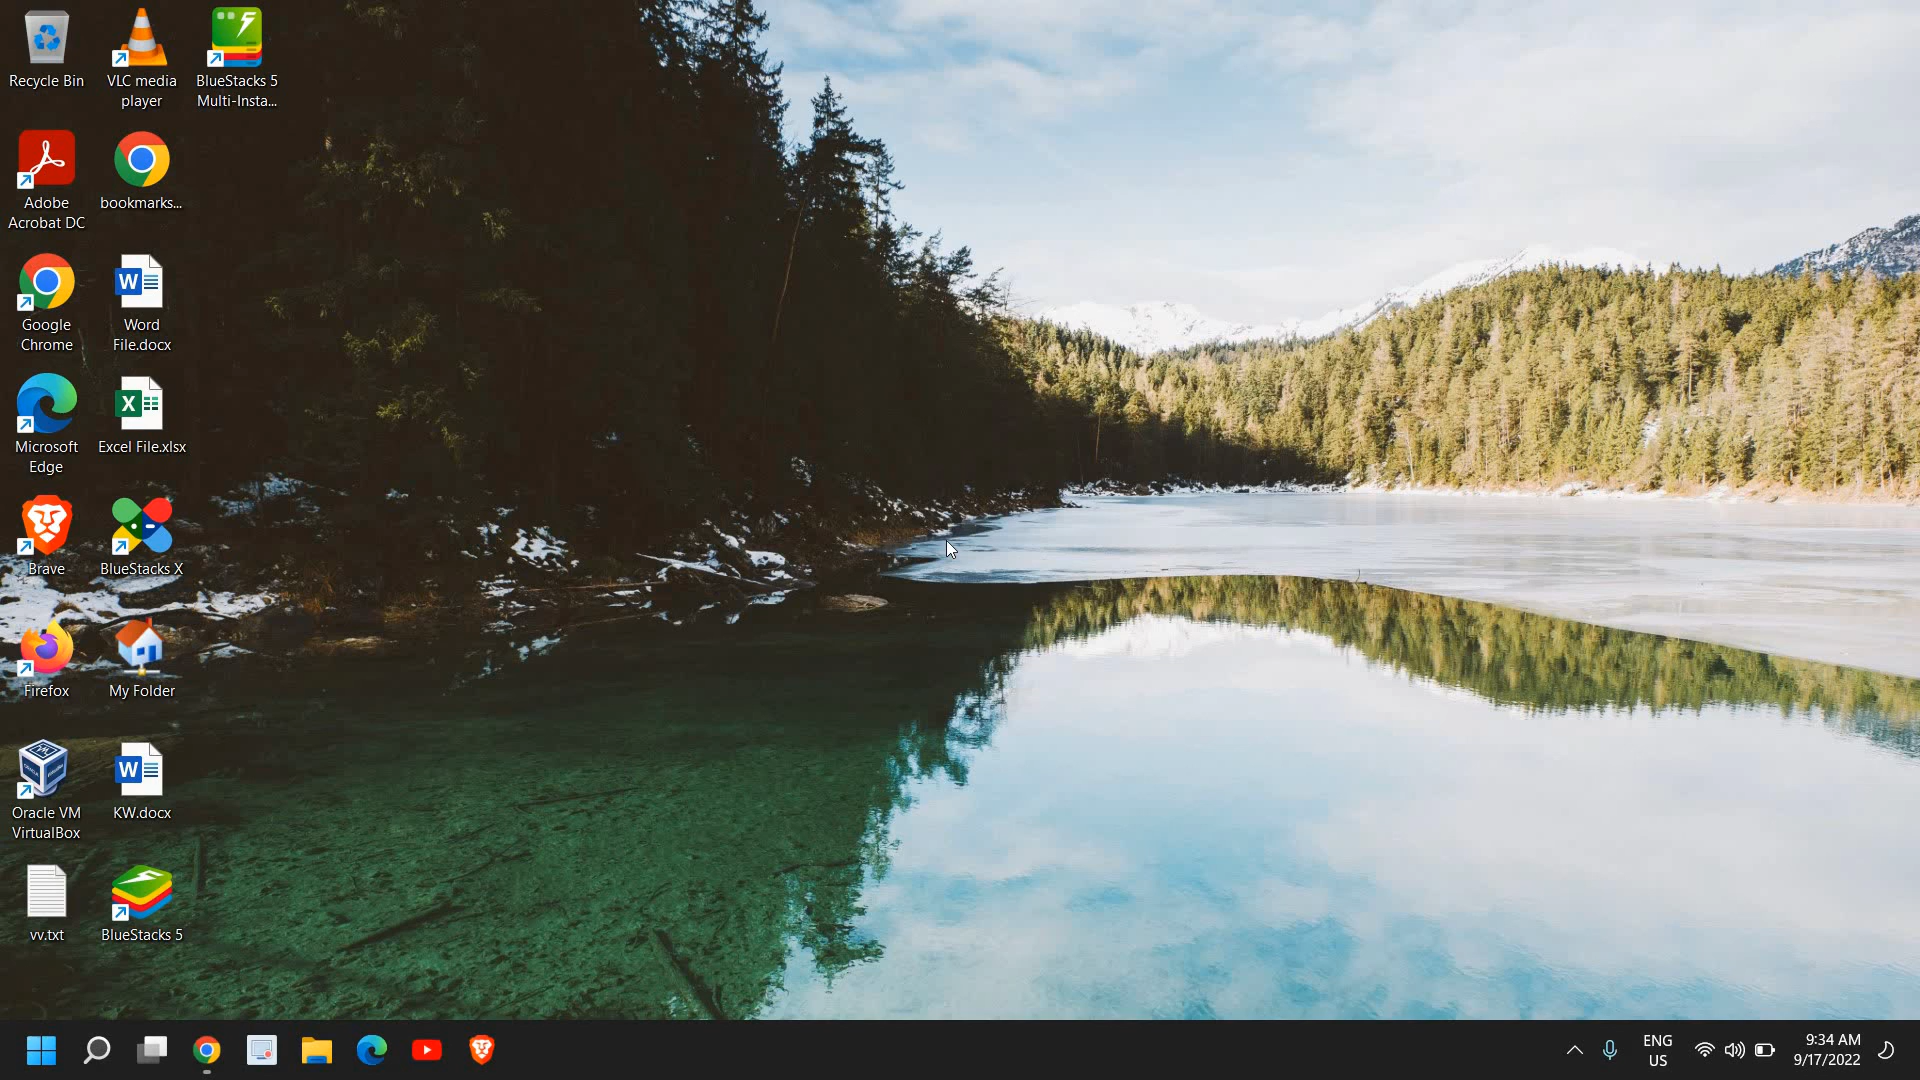 Recycle Bin
VLC media
player
BlueStacks 5
Multi-Insta...
Adobe
Acrobat DC
bookmarks...
Google
Chrome
Word
File.docx
Microsoft
Edge
Excel File.xlsx
Brave
BlueStacks X
Firefox
My Folder
Oracle VM
VirtualBox
KW.docx
vv.txt
BlueStacks 5
ENG
US
9:34 AM
9/17/2022